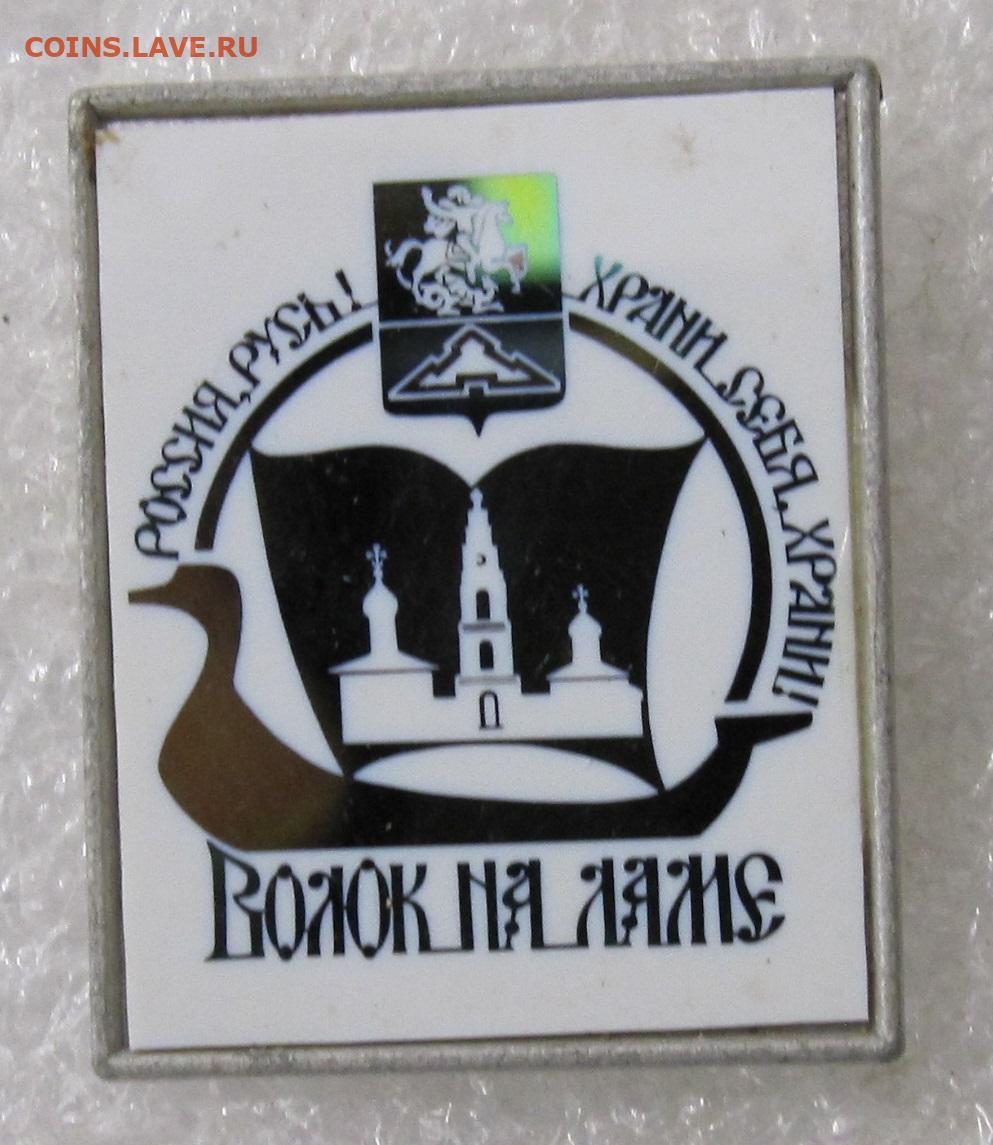 COINS.LAVE.RU
РОССИЯ, РУСЬ!
ХРАНИ СЕБЯ, ХРАНИ!
ВОЛОК НА ЛАМЕ